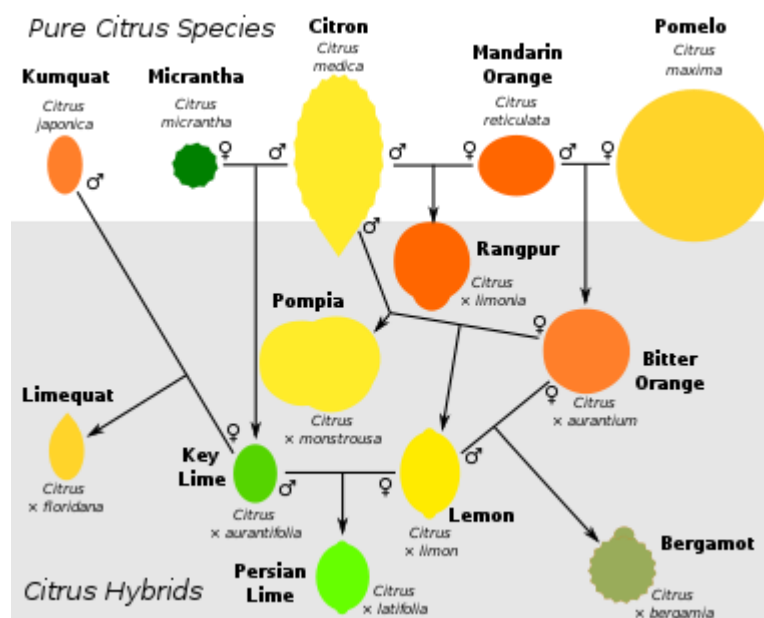 Pure Citrus Species
Citron
Citrus
medica
Mandarin
Orange
Citrus
reticulata
Pomelo
Citrus
maxima
Kumquat
Citrus
japonica
Micrantha
Citrus
micrantha
♀
♂
♂
♀
♂
♀
♂
♂
Rangpur
Citrus
× limonia
Pompia
Citrus
× monstrousa
♀
Bitter
Orange
Citrus
× aurantium
♀
Limequat
Citrus
× floridana
♀
Key
Lime
♂
Citrus
× aurantifolia
♀
♂
Lemon
Citrus
× limon
Persian
Lime
Citrus
× latifolia
Bergamot
Citrus
× bergamia
Citrus Hybrids